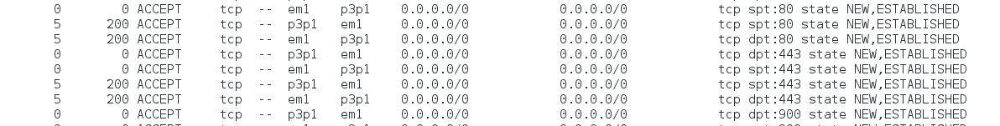 0 0 ACCEPT tcp -- em1 p3p1 0.0.0.0/0 0.0.0.0/0 tcp spt:80 state NEW,ESTABLISHED
5 200 ACCEPT tcp -- p3p1 em1 0.0.0.0/0 0.0.0.0/0 tcp spt:80 state NEW,ESTABLISHED
5 200 ACCEPT tcp -- em1 p3p1 0.0.0.0/0 0.0.0.0/0 tcp dpt:80 state NEW,ESTABLISHED
0 0 ACCEPT tcp -- p3p1 em1 0.0.0.0/0 0.0.0.0/0 tcp dpt:443 state NEW,ESTABLISHED
0 0 ACCEPT tcp -- em1 p3p1 0.0.0.0/0 0.0.0.0/0 tcp spt:443 state NEW,ESTABLISHED
5 200 ACCEPT tcp -- p3p1 em1 0.0.0.0/0 0.0.0.0/0 tcp spt:443 state NEW,ESTABLISHED
5 200 ACCEPT tcp -- em1 p3p1 0.0.0.0/0 0.0.0.0/0 tcp dpt:443 state NEW,ESTABLISHED
0 0 ACCEPT tcp -- p3p1 em1 0.0.0.0/0 0.0.0.0/0 tcp dpt:900 state NEW,ESTABLISHED